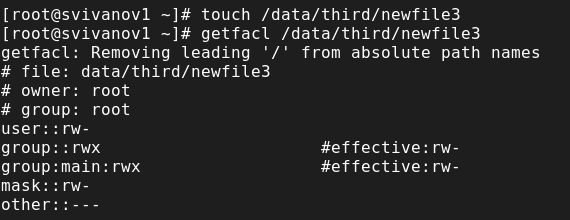 [root@svivanov1 ~]# touch /data/third/newfile3
[root@svivanov1 ~]# getfacl /data/third/newfile3
getfacl: Removing leading '/' from absolute path names
# file: data/third/newfile3
# owner: root
# group: root
user::rw-
group::rwx                      #effective:rw-
group:main:rwx                  #effective:rw-
mask::rw-
other::---